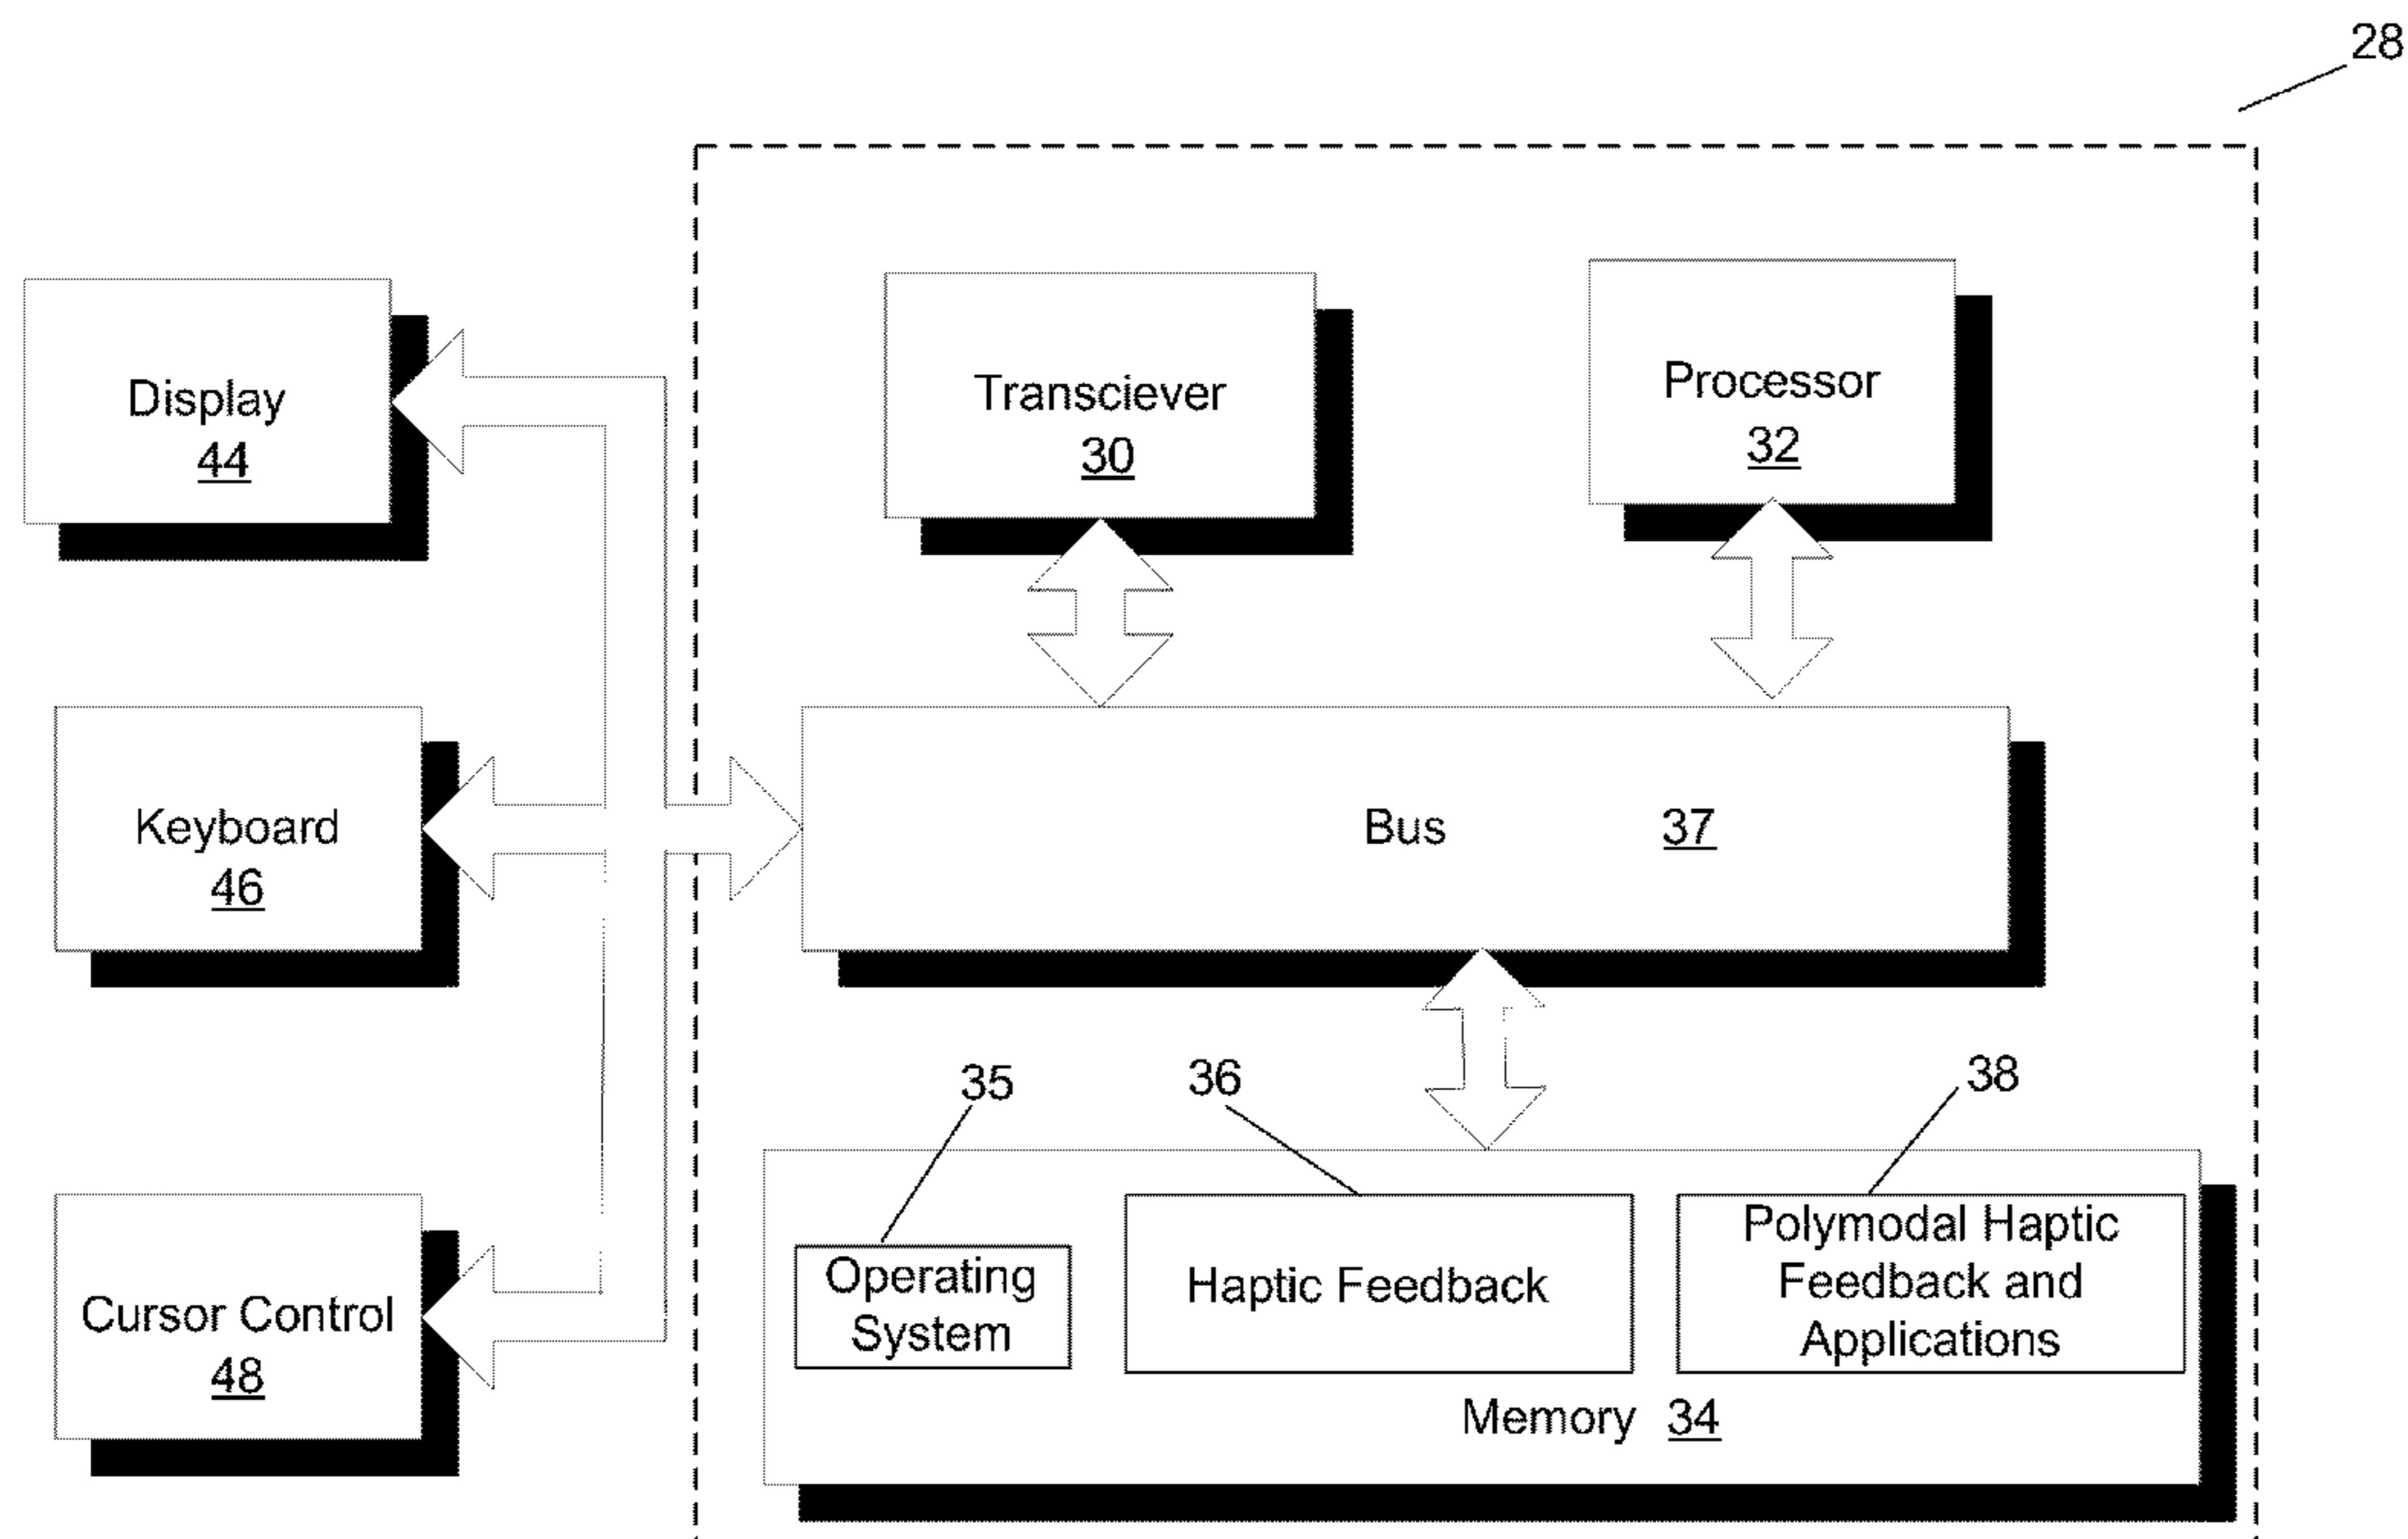 28
Display
44
Transciever
30
Processor
32
Keyboard
46
Bus 37
35
36
38
Cursor Control
48
Operating
System
Haptic Feedback
Polymodal Haptic
Feedback and
Applications
Memory 34